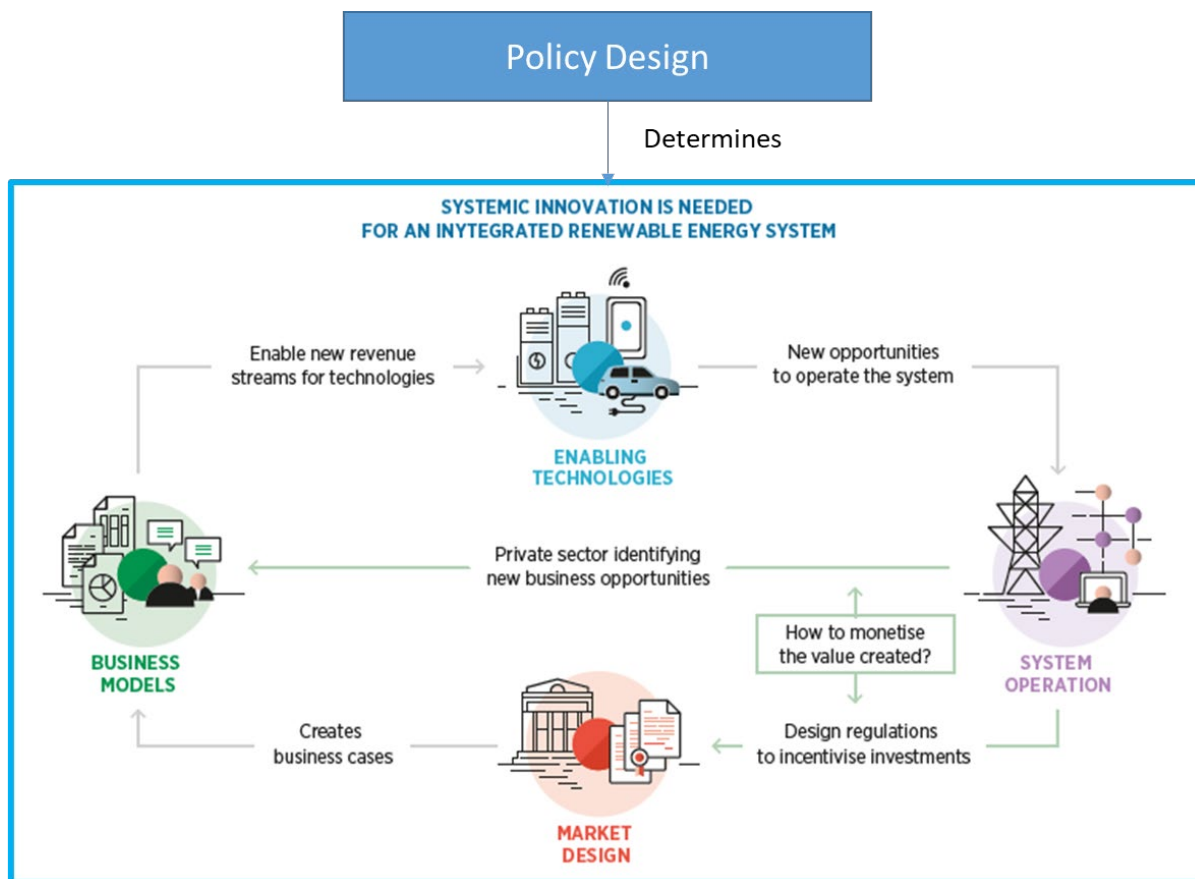 Policy Design
Determines
SYSTEMIC INNOVATION IS NEEDED
FOR AN INYTEGRATED RENEWABLE ENERGY SYSTEM
Enable new revenue
streams for technologies
New opportunities
to operate the system
ENABLING
TECHNOLOGIES
Private sector identifying
new business opportunities
How to monetise
the value created?
BUSINESS
MODELS
SYSTEM
OPERATION
Creates
business cases
Design regulations
to incentivise investments
MARKET
DESIGN